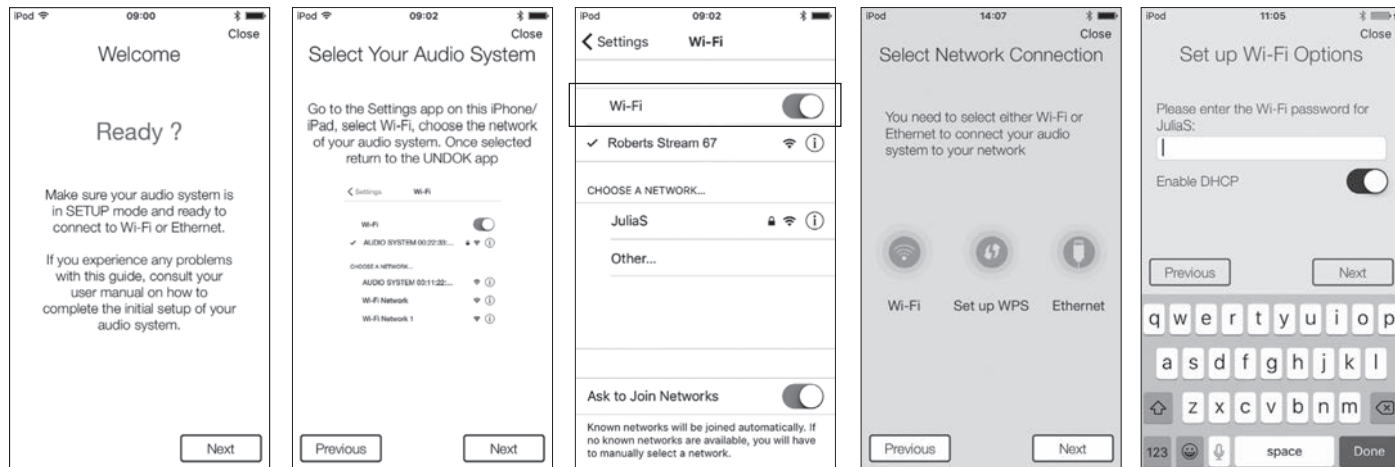 iPod 09:00
Close
Welcome
Ready ?
Make sure your audio system is
in SETUP mode and ready to
connect to Wi-Fi or Ethernet.
If you experience any problems
with this guide, consult your
user manual on how to
complete the initial setup of your
audio system.
Next
iPod 09:02
Close
Select Your Audio System
Go to the Settings app on this iPhone/
iPad, select Wi-Fi, choose the network
of your audio system. Once selected
return to the UNDOK app
Settings Wi-Fi
Wi-Fi
AUDIO SYSTEM 00:22:33:...
CHOOSE A NETWORK...
AUDIO SYSTEM 00:11:22:...
Wi-Fi Network
Wi-Fi Network 1
Previous Next
iPod 09:02
Settings Wi-Fi
Wi-Fi
Roberts Stream 67
CHOOSE A NETWORK...
JuliaS
Other...
Ask to Join Networks
Known networks will be joined automatically. If
no known networks are available, you will have
to manually select a network.
iPod 14:07
Close
Select Network Connection
You need to select either Wi-Fi or
Ethernet to connect your audio
system to your network
Wi-Fi Set up WPS Ethernet
Previous Next
iPod 11:05
Close
Set up Wi-Fi Options
Please enter the Wi-Fi password for
JuliaS:
Enable DHCP
Previous Next
q w e r t y u i o p
a s d f g h j k l
z x c v b n m
123 space Done